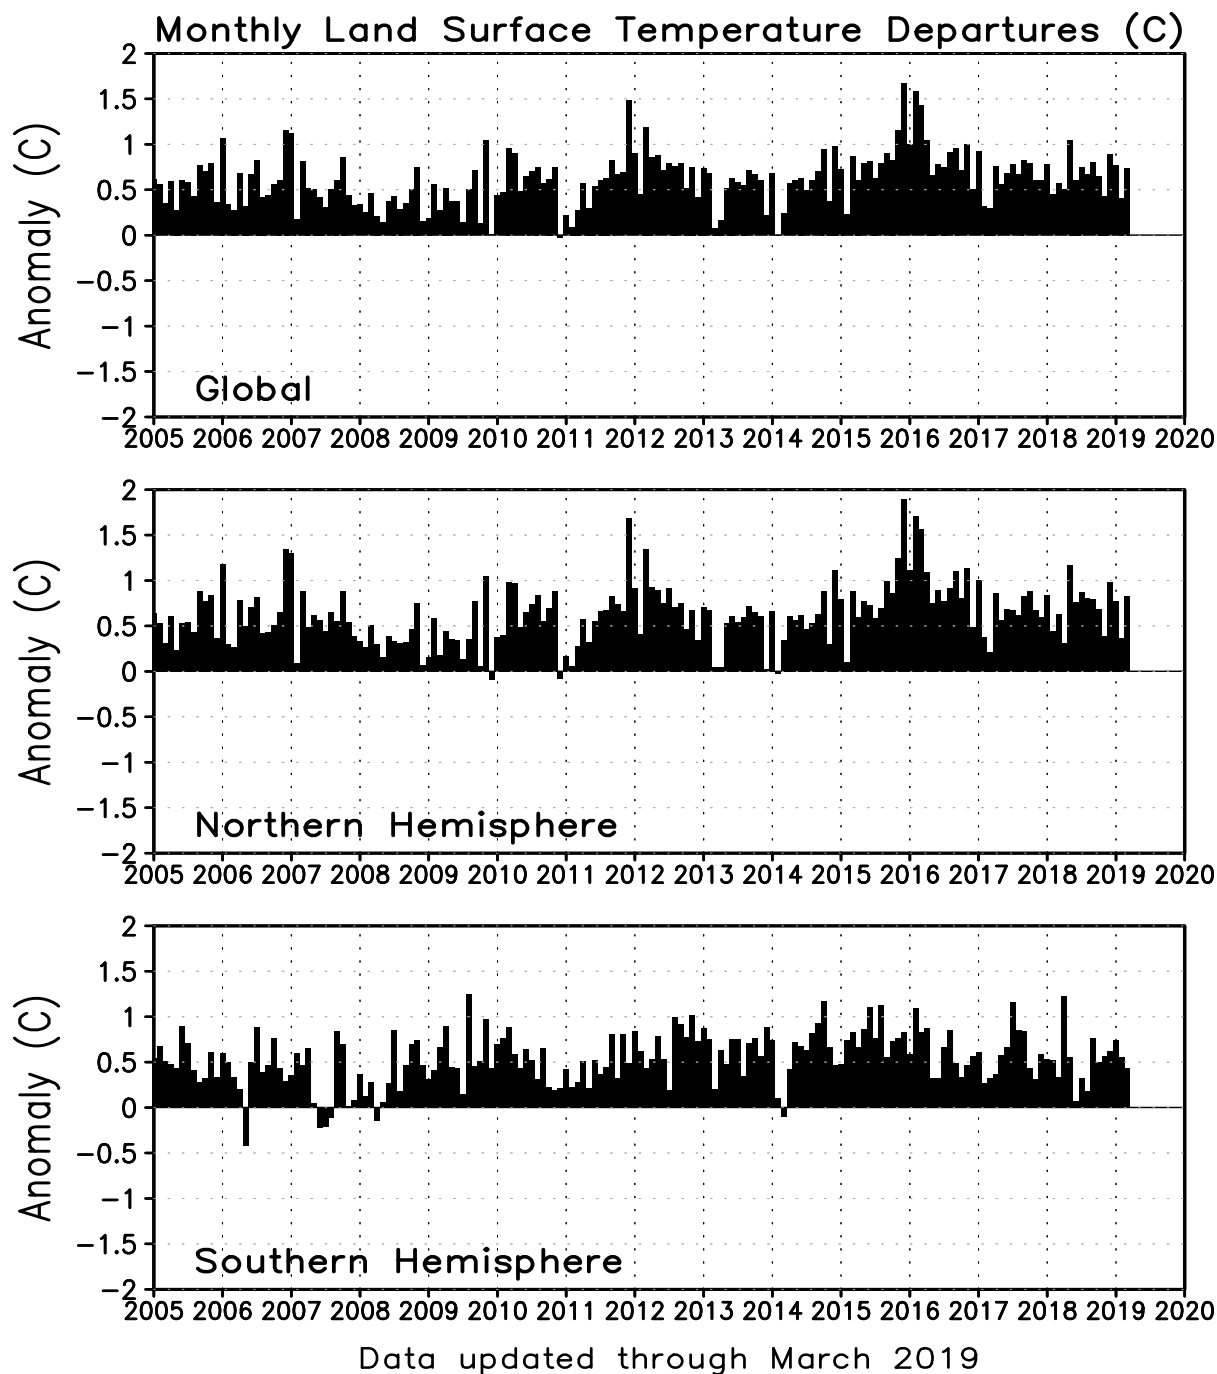 Monthly Land Surface Temperature Departures (C)
Anomaly (C)
2
1.5
1
0.5
0
−0.5
−1
−1.5
−2
Global
2005 2006 2007 2008 2009 2010 2011 2012 2013 2014 2015 2016 2017 2018 2019 2020
Anomaly (C)
2
1.5
1
0.5
0
−0.5
−1
−1.5
−2
Northern Hemisphere
2005 2006 2007 2008 2009 2010 2011 2012 2013 2014 2015 2016 2017 2018 2019 2020
Anomaly (C)
2
1.5
1
0.5
0
−0.5
−1
−1.5
−2
Southern Hemisphere
2005 2006 2007 2008 2009 2010 2011 2012 2013 2014 2015 2016 2017 2018 2019 2020
Data updated through March 2019